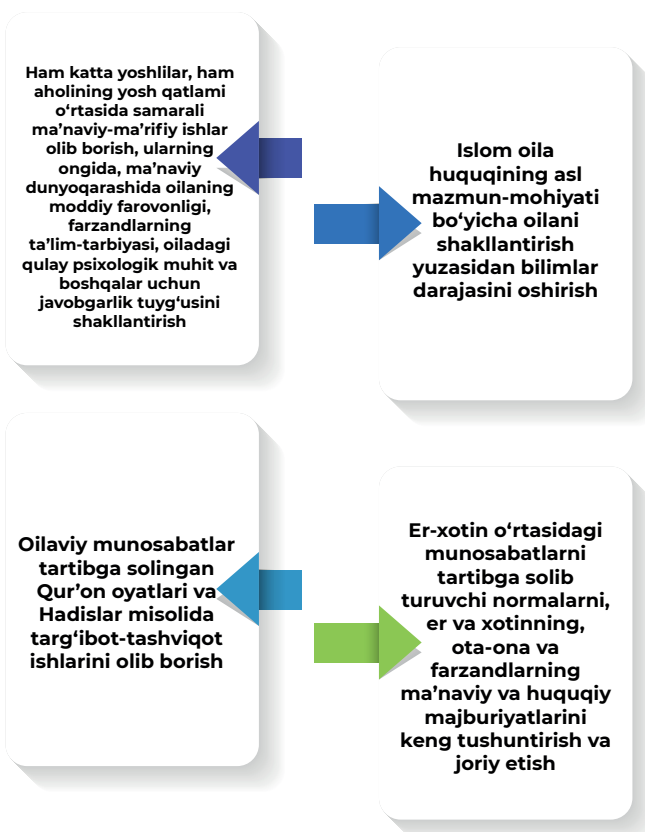 Ham katta yoshlilar, ham
aholining yosh qatlami
o‘rtasida samarali
ma’naviy-ma’rifiy ishlar
olib borish, ularning
ongida, ma’naviy
dunyoqarashida oilaning
moddiy farovonligi,
farzandlarning
ta’lim-tarbiyasi, oiladagi
qulay psixologik muhit va
boshqalar uchun
javobgarlik tuyg‘usini
shakllantirish
Islom oila
huquqining asl
mazmun-mohiyati
bo‘yicha oilani
shakllantirish
yuzasidan bilimlar
darajasini oshirish
Oilaviy munosabatlar
tartibga solingan
Qur’on oyatlari va
Hadislar misolida
targ‘ibot-tashviqot
ishlarini olib borish
Er-xotin o‘rtasidagi
munosabatlarni
tartibga solib
turuvchi normalarni,
er va xotinning,
ota-ona va
farzandlarning
ma’naviy va huquqiy
majburiyatlarini
keng tushuntirish va
joriy etish